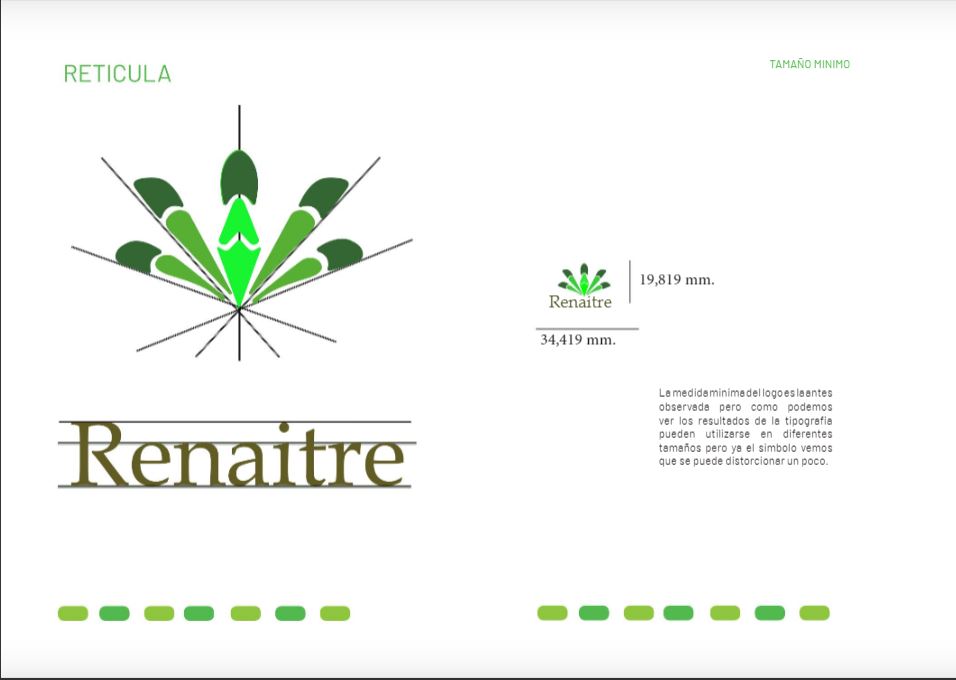 RETICULA
Renaitre
TAMAÑO MINIMO
Renaitre
19,819 mm.
34,419 mm.
La medida minima del logo es la antes
observada pero como podemos
ver los resultados de la tipografía
pueden utilizarse en diferentes
tamaños pero ya el simbolo vemos
que se puede distorcionar un poco.